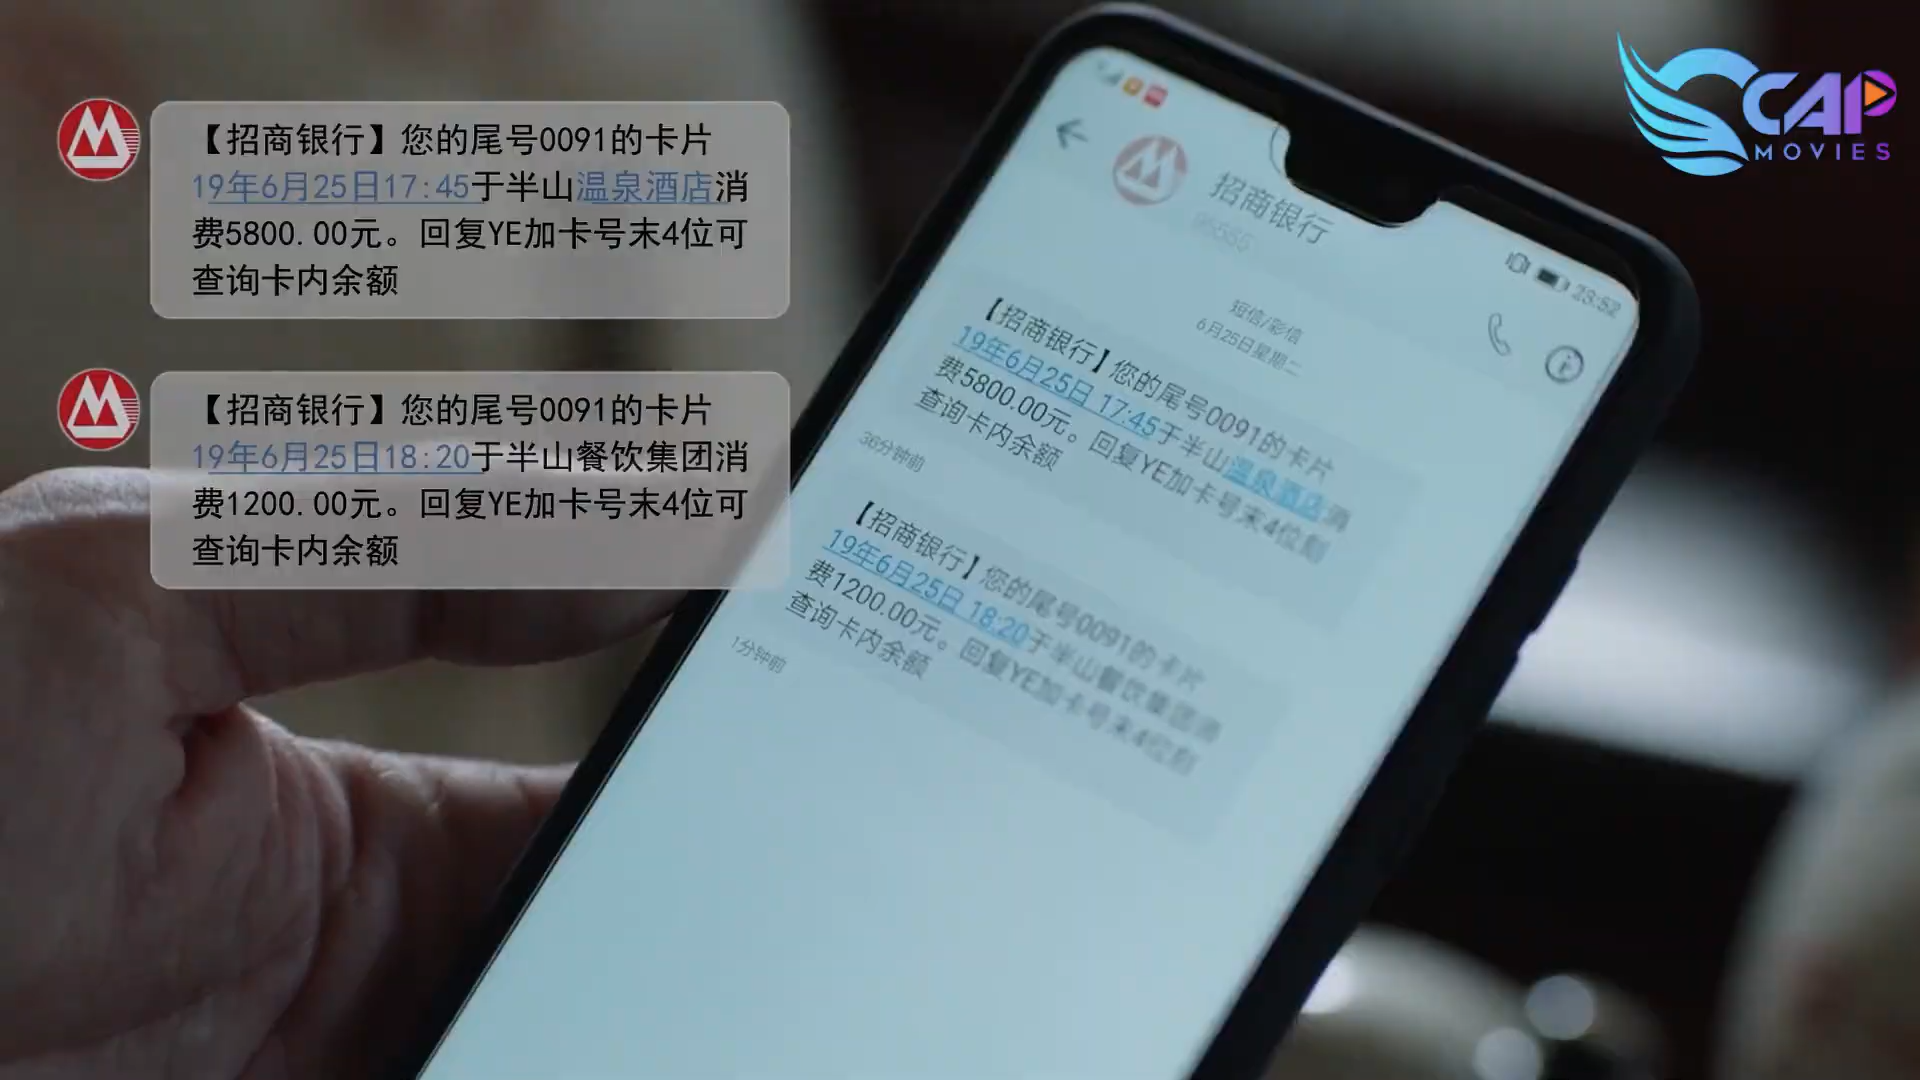 【招商银行】您的尾号0091的卡片
19年6月25日17:45于半山温泉酒店消
费5800.00元。回复YE加卡号末4位可
查询卡内余额
【招商银行】您的尾号0091的卡片
19年6月25日18:20于半山餐饮集团消
费1200.00元。回复YE加卡号末4位可
查询卡内余额
CAP
MOVIES
23:52
招商银行
95555
短信/彩信
6月25日星期二
【招商银行】您的尾号0091的卡片
19年6月25日 17:45于半山温泉酒店消
费5800.00元。回复YE加卡号末4位
查询卡内余额
36分钟前
【招商银行】您的尾号0091的卡片
19年6月25日 18:20于半山餐饮集团消
费1200.00元。回复YE加卡号末4位
查询卡内余额
1分钟前